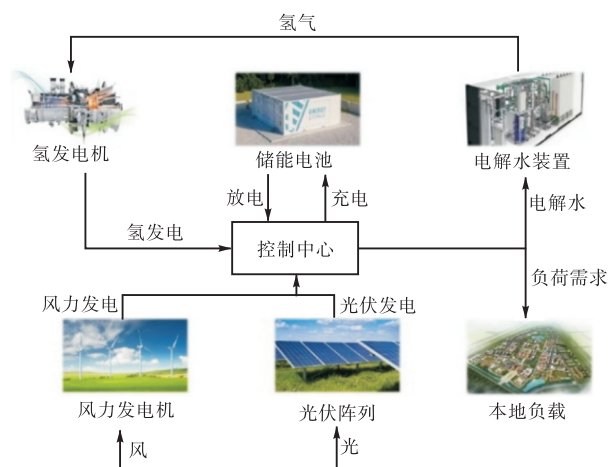 氢气
氢发电机
储能电池
电解水装置
放电
充电
电解水
氢发电
控制中心
负荷需求
风力发电
光伏发电
风力发电机
光伏阵列
本地负载
风
光